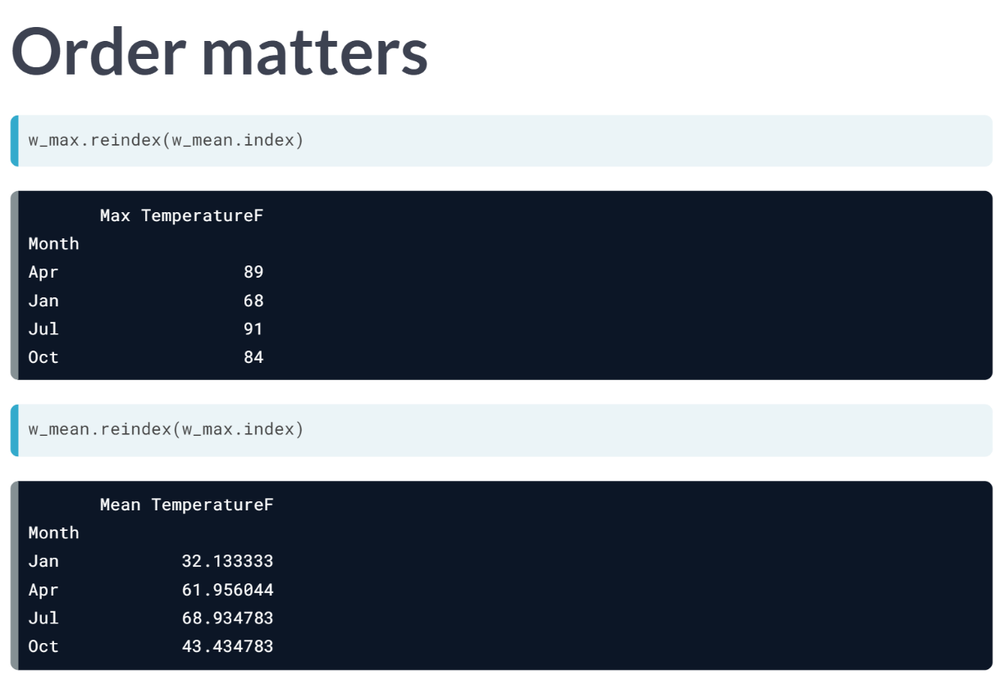 Order matters
w_max.reindex(w_mean.index)
       Max TemperatureF
Month
Apr                  89
Jan                  68
Jul                  91
Oct                  84
w_mean.reindex(w_max.index)
       Mean TemperatureF
Month
Jan            32.133333
Apr            61.956044
Jul            68.934783
Oct            43.434783